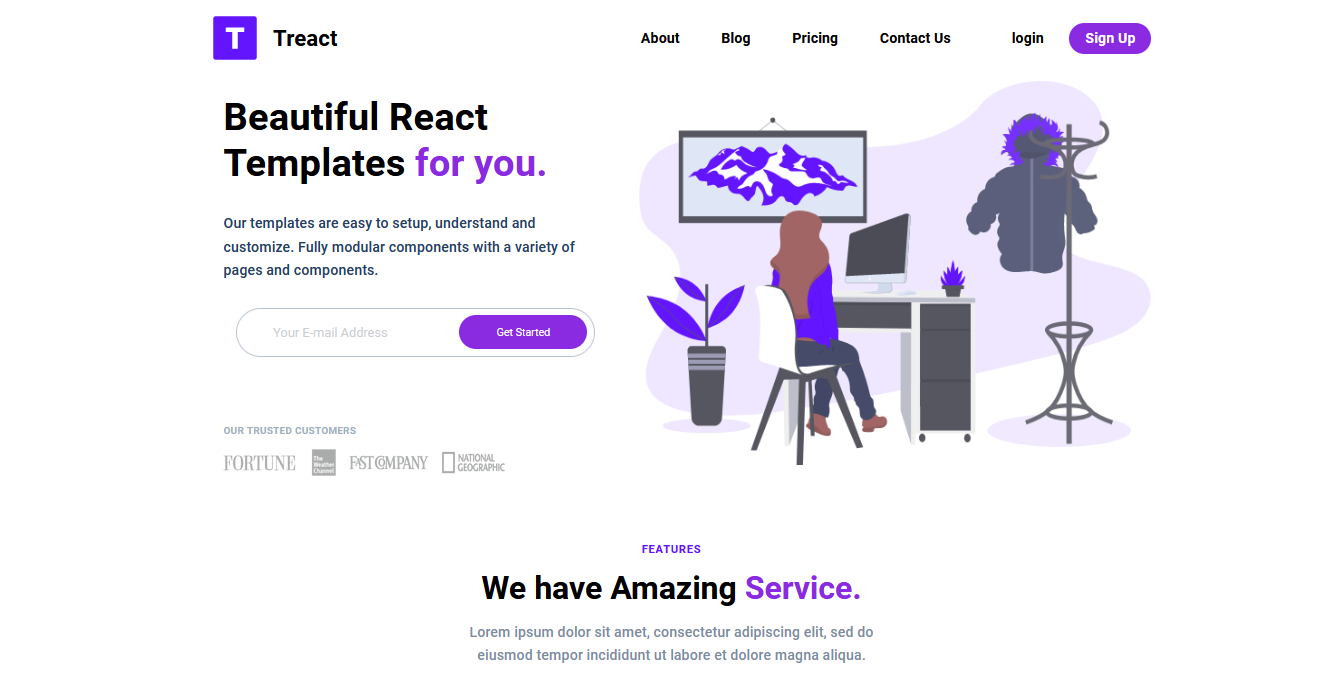 T Treact
About Blog Pricing Contact Us login Sign Up
Beautiful React
Templates for you.
Our templates are easy to setup, understand and
customize. Fully modular components with a variety of
pages and components.
Your E-mail Address Get Started
OUR TRUSTED CUSTOMERS
FORTUNE
The
Weather
Channel
FAST COMPANY
NATIONAL
GEOGRAPHIC
FEATURES
We have Amazing Service.
Lorem ipsum dolor sit amet, consectetur adipiscing elit, sed do
eiusmod tempor incididunt ut labore et dolore magna aliqua.